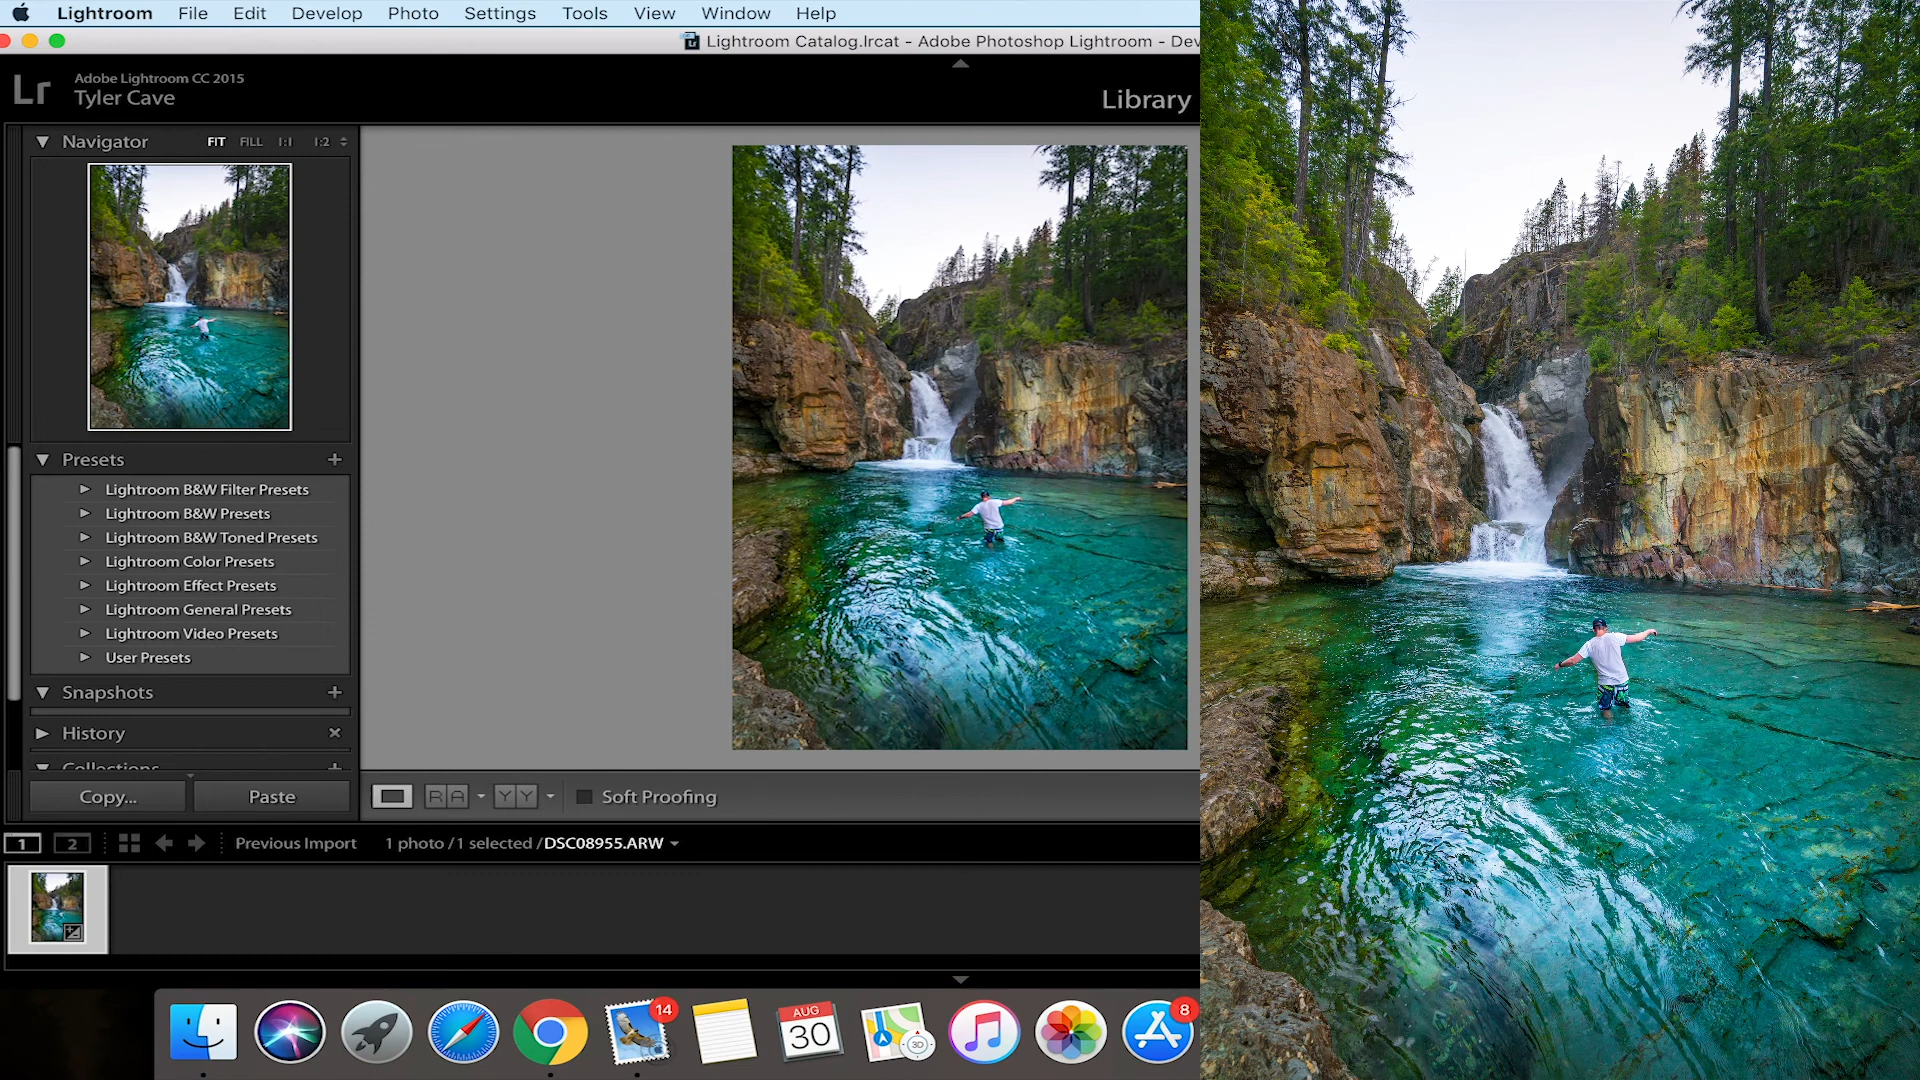 Lightroom File Edit Develop Photo Settings Tools View Window Help
Lightroom Catalog.lrcat - Adobe Photoshop Lightroom - Dev
Lr
Adobe Lightroom CC 2015
Tyler Cave
Library
Navigator FIT FILL 1:1 1:2
Presets
Lightroom B&W Filter Presets
Lightroom B&W Presets
Lightroom B&W Toned Presets
Lightroom Color Presets
Lightroom Effect Presets
Lightroom General Presets
Lightroom Video Presets
User Presets
Snapshots
History
Collections
Copy... Paste
R A Y Y Soft Proofing
1 2 Previous Import 1 photo / 1 selected / DSC08955.ARW
14
AUG
30
3D
8